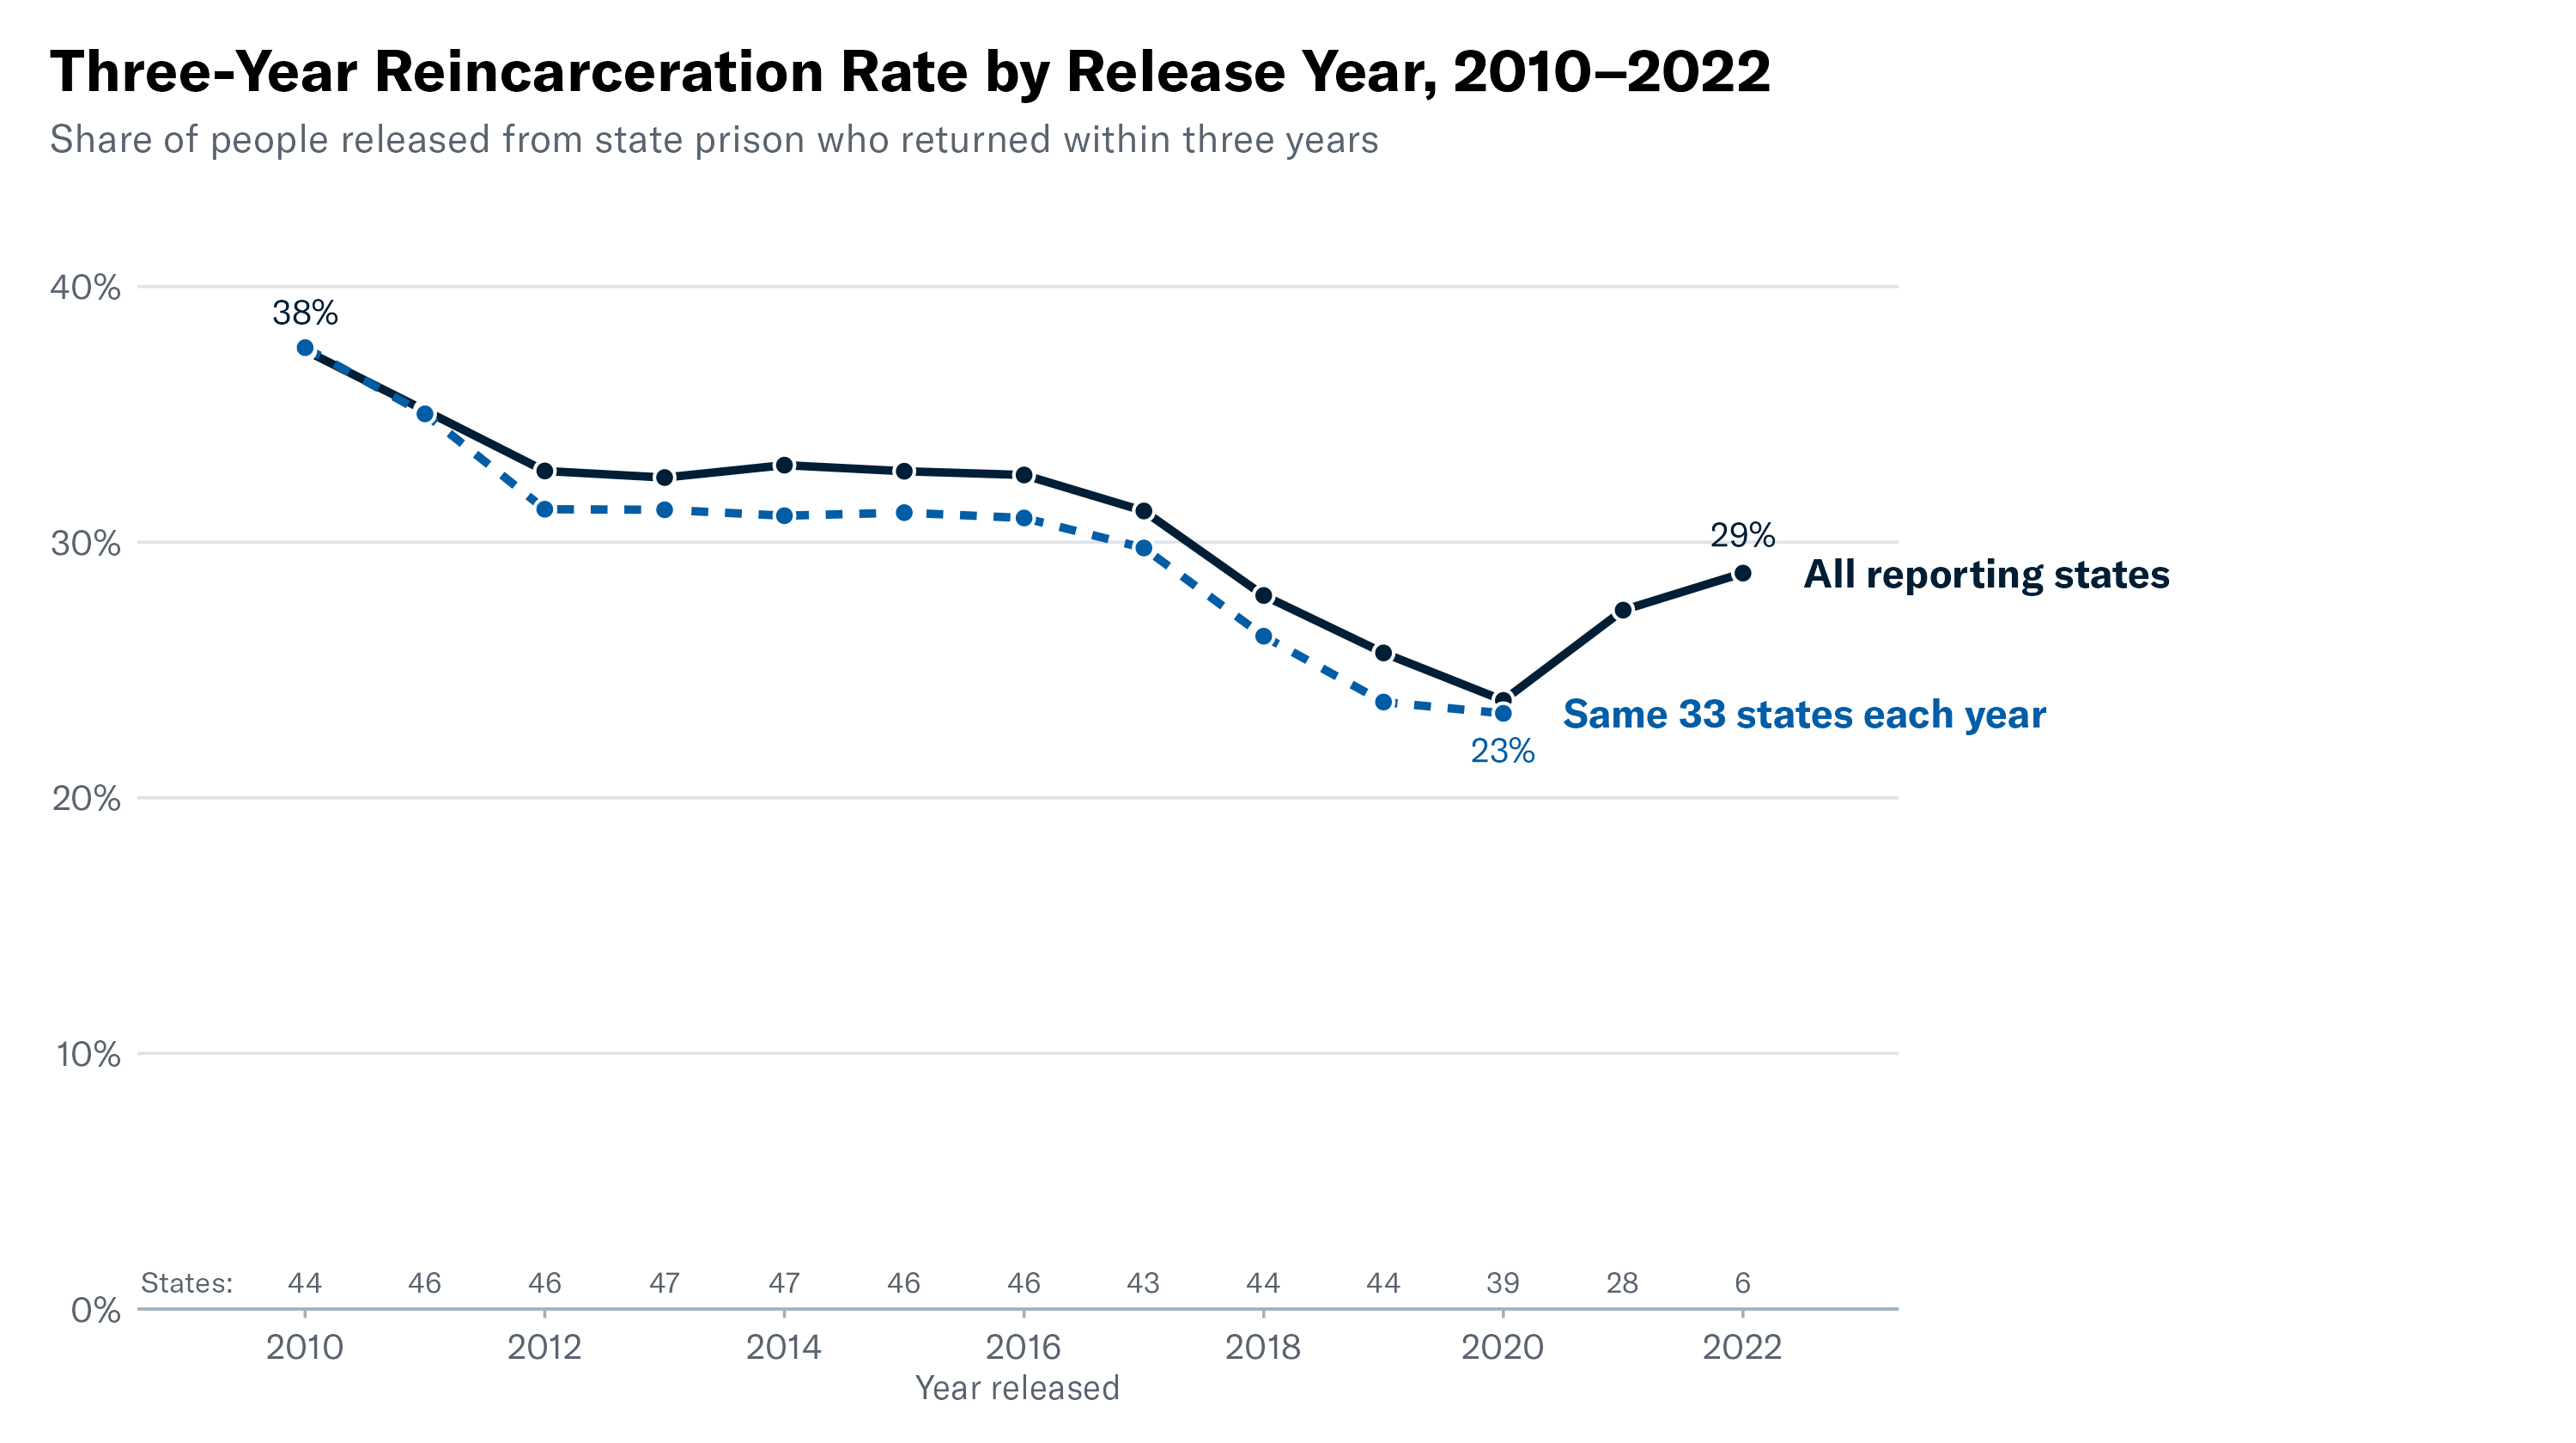 Three-Year Reincarceration Rate by Release Year, 2010–2022
Share of people released from state prison who returned within three years
40%
38%
30%
29%
All reporting states
Same 33 states each year
23%
20%
10%
States: 44 46 46 47 47 46 46 43 44 44 39 28 6
0%
2010 2012 2014 2016 2018 2020 2022
Year released